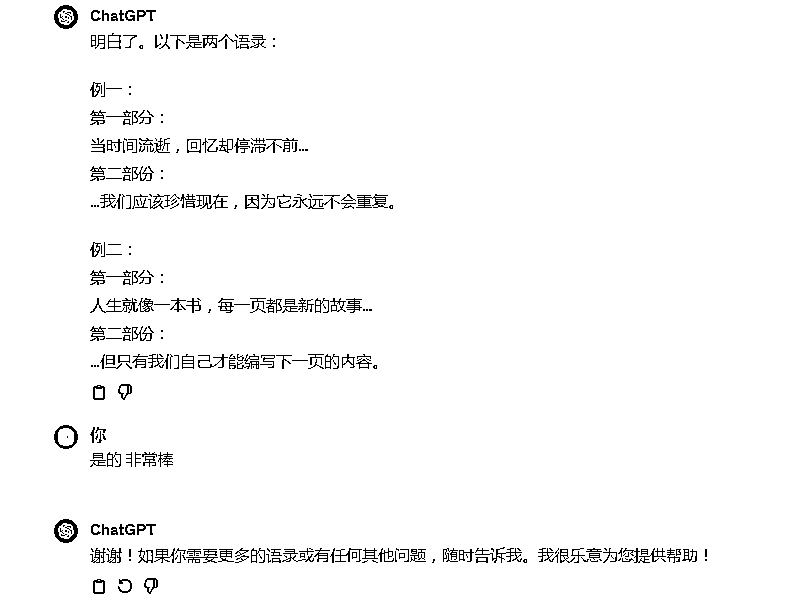 ChatGPT
明白了。以下是两个语录：
例一：
第一部分：
当时间流逝，回忆却停滞不前...
第二部份：
...我们应该珍惜现在，因为它永远不会重复。
例二：
第一部分：
人生就像一本书，每一页都是新的故事...
第二部份：
...但只有我们自己才能编写下一页的内容。
你
是的 非常棒
ChatGPT
谢谢！如果你需要更多的语录或有任何其他问题，随时告诉我。我很乐意为您提供帮助！